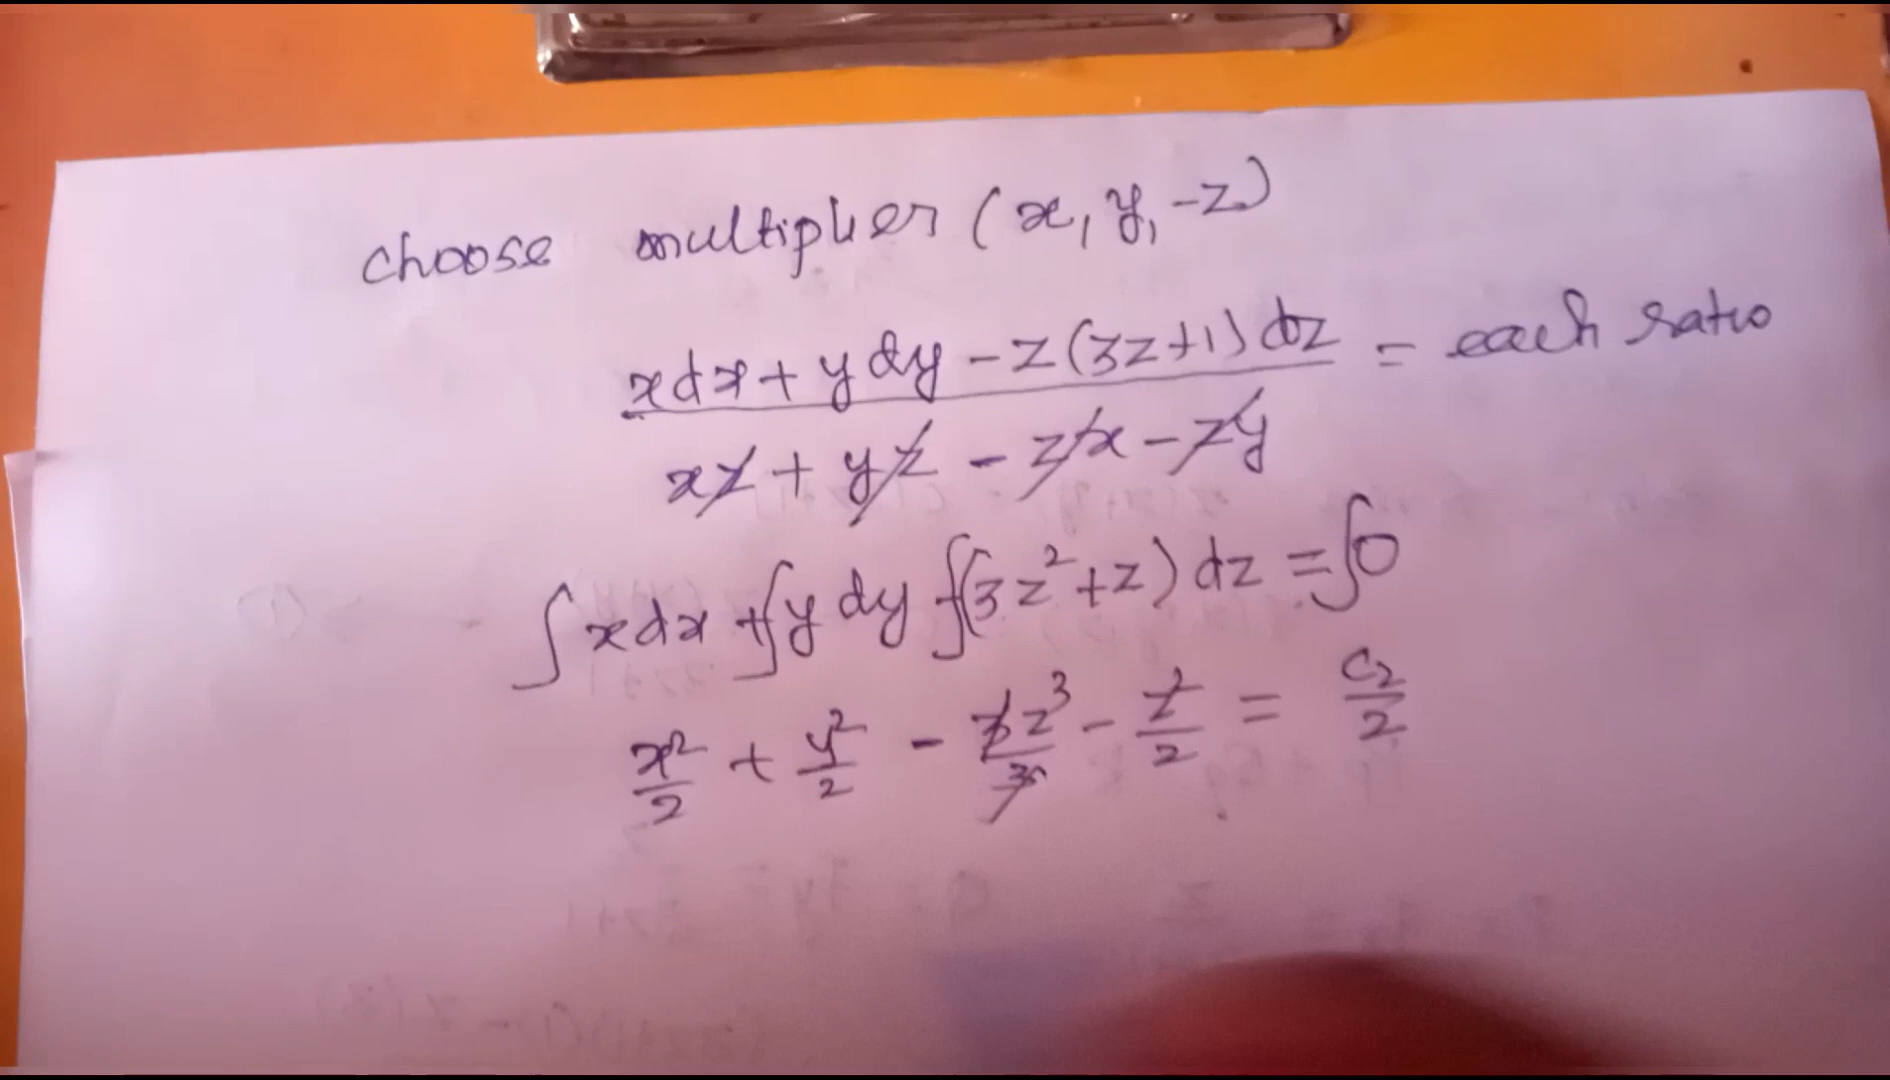 choose multiplier (x, y, -z)
xdx + ydy - z(3z+1)dz = each ratio
xz + yz - zx - zy
∫xdx + ∫ydy - ∫(3z²+z)dz = ∫0
x²/2 + y²/2 - 3z³/3 - z²/2 = C₂/2